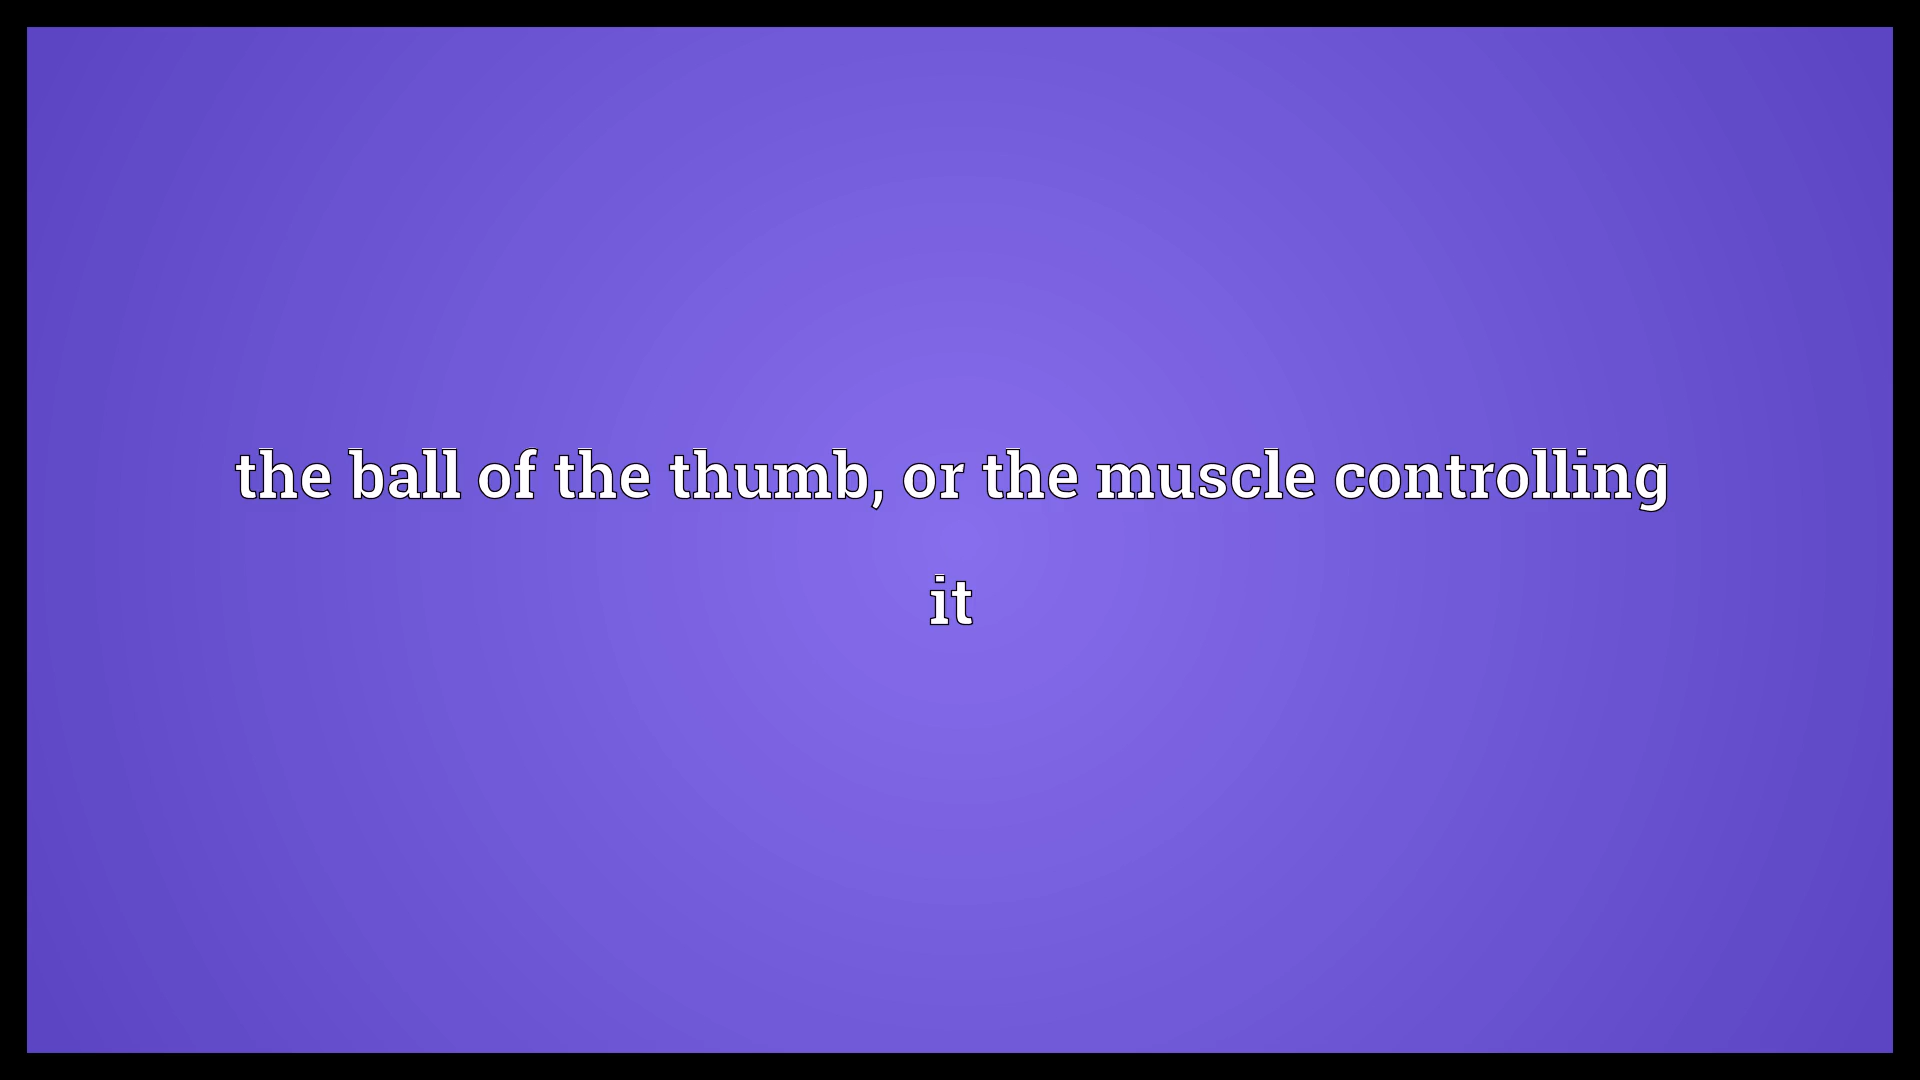 the ball of the thumb, or the muscle controlling
it